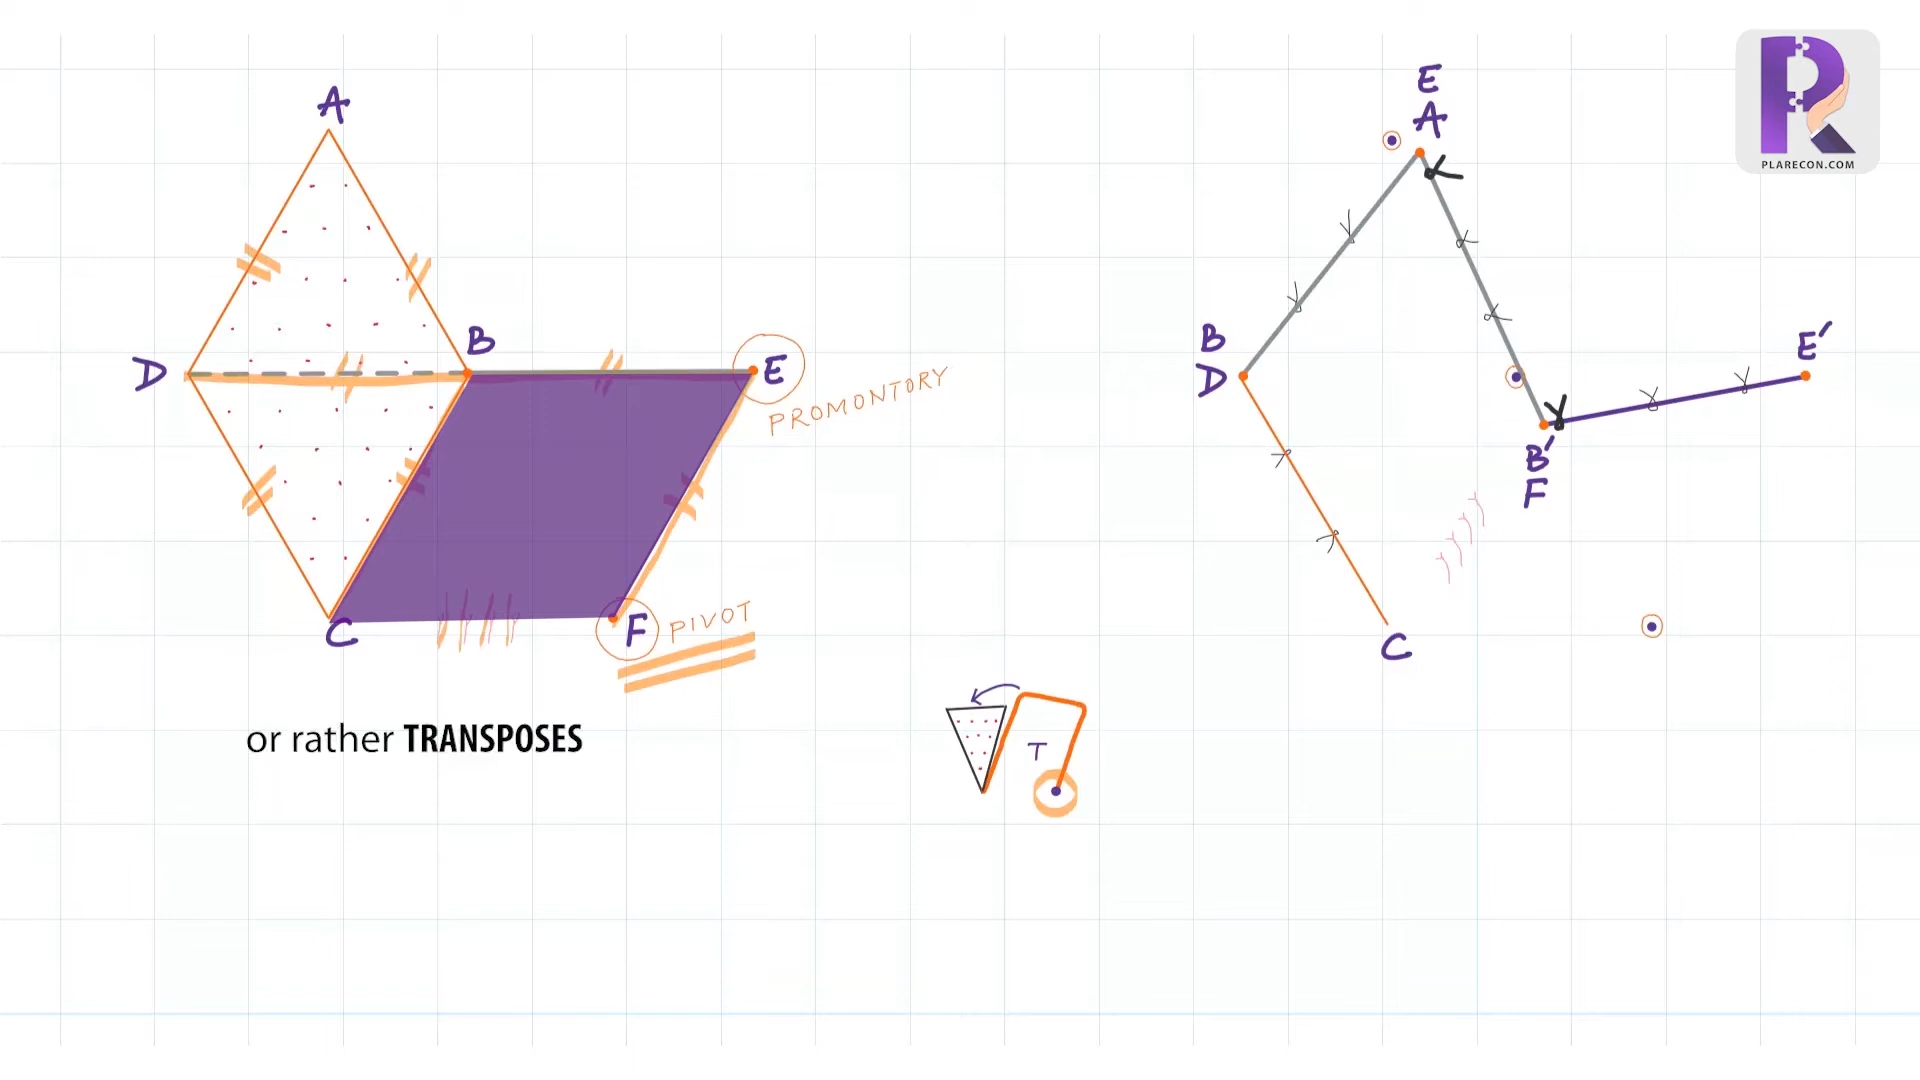 A
B
D
E
PROMONTORY
C
F
PIVOT
or rather TRANSPOSES
T
E
A
B
D
E′
B′
F
C
PLARECON.COM